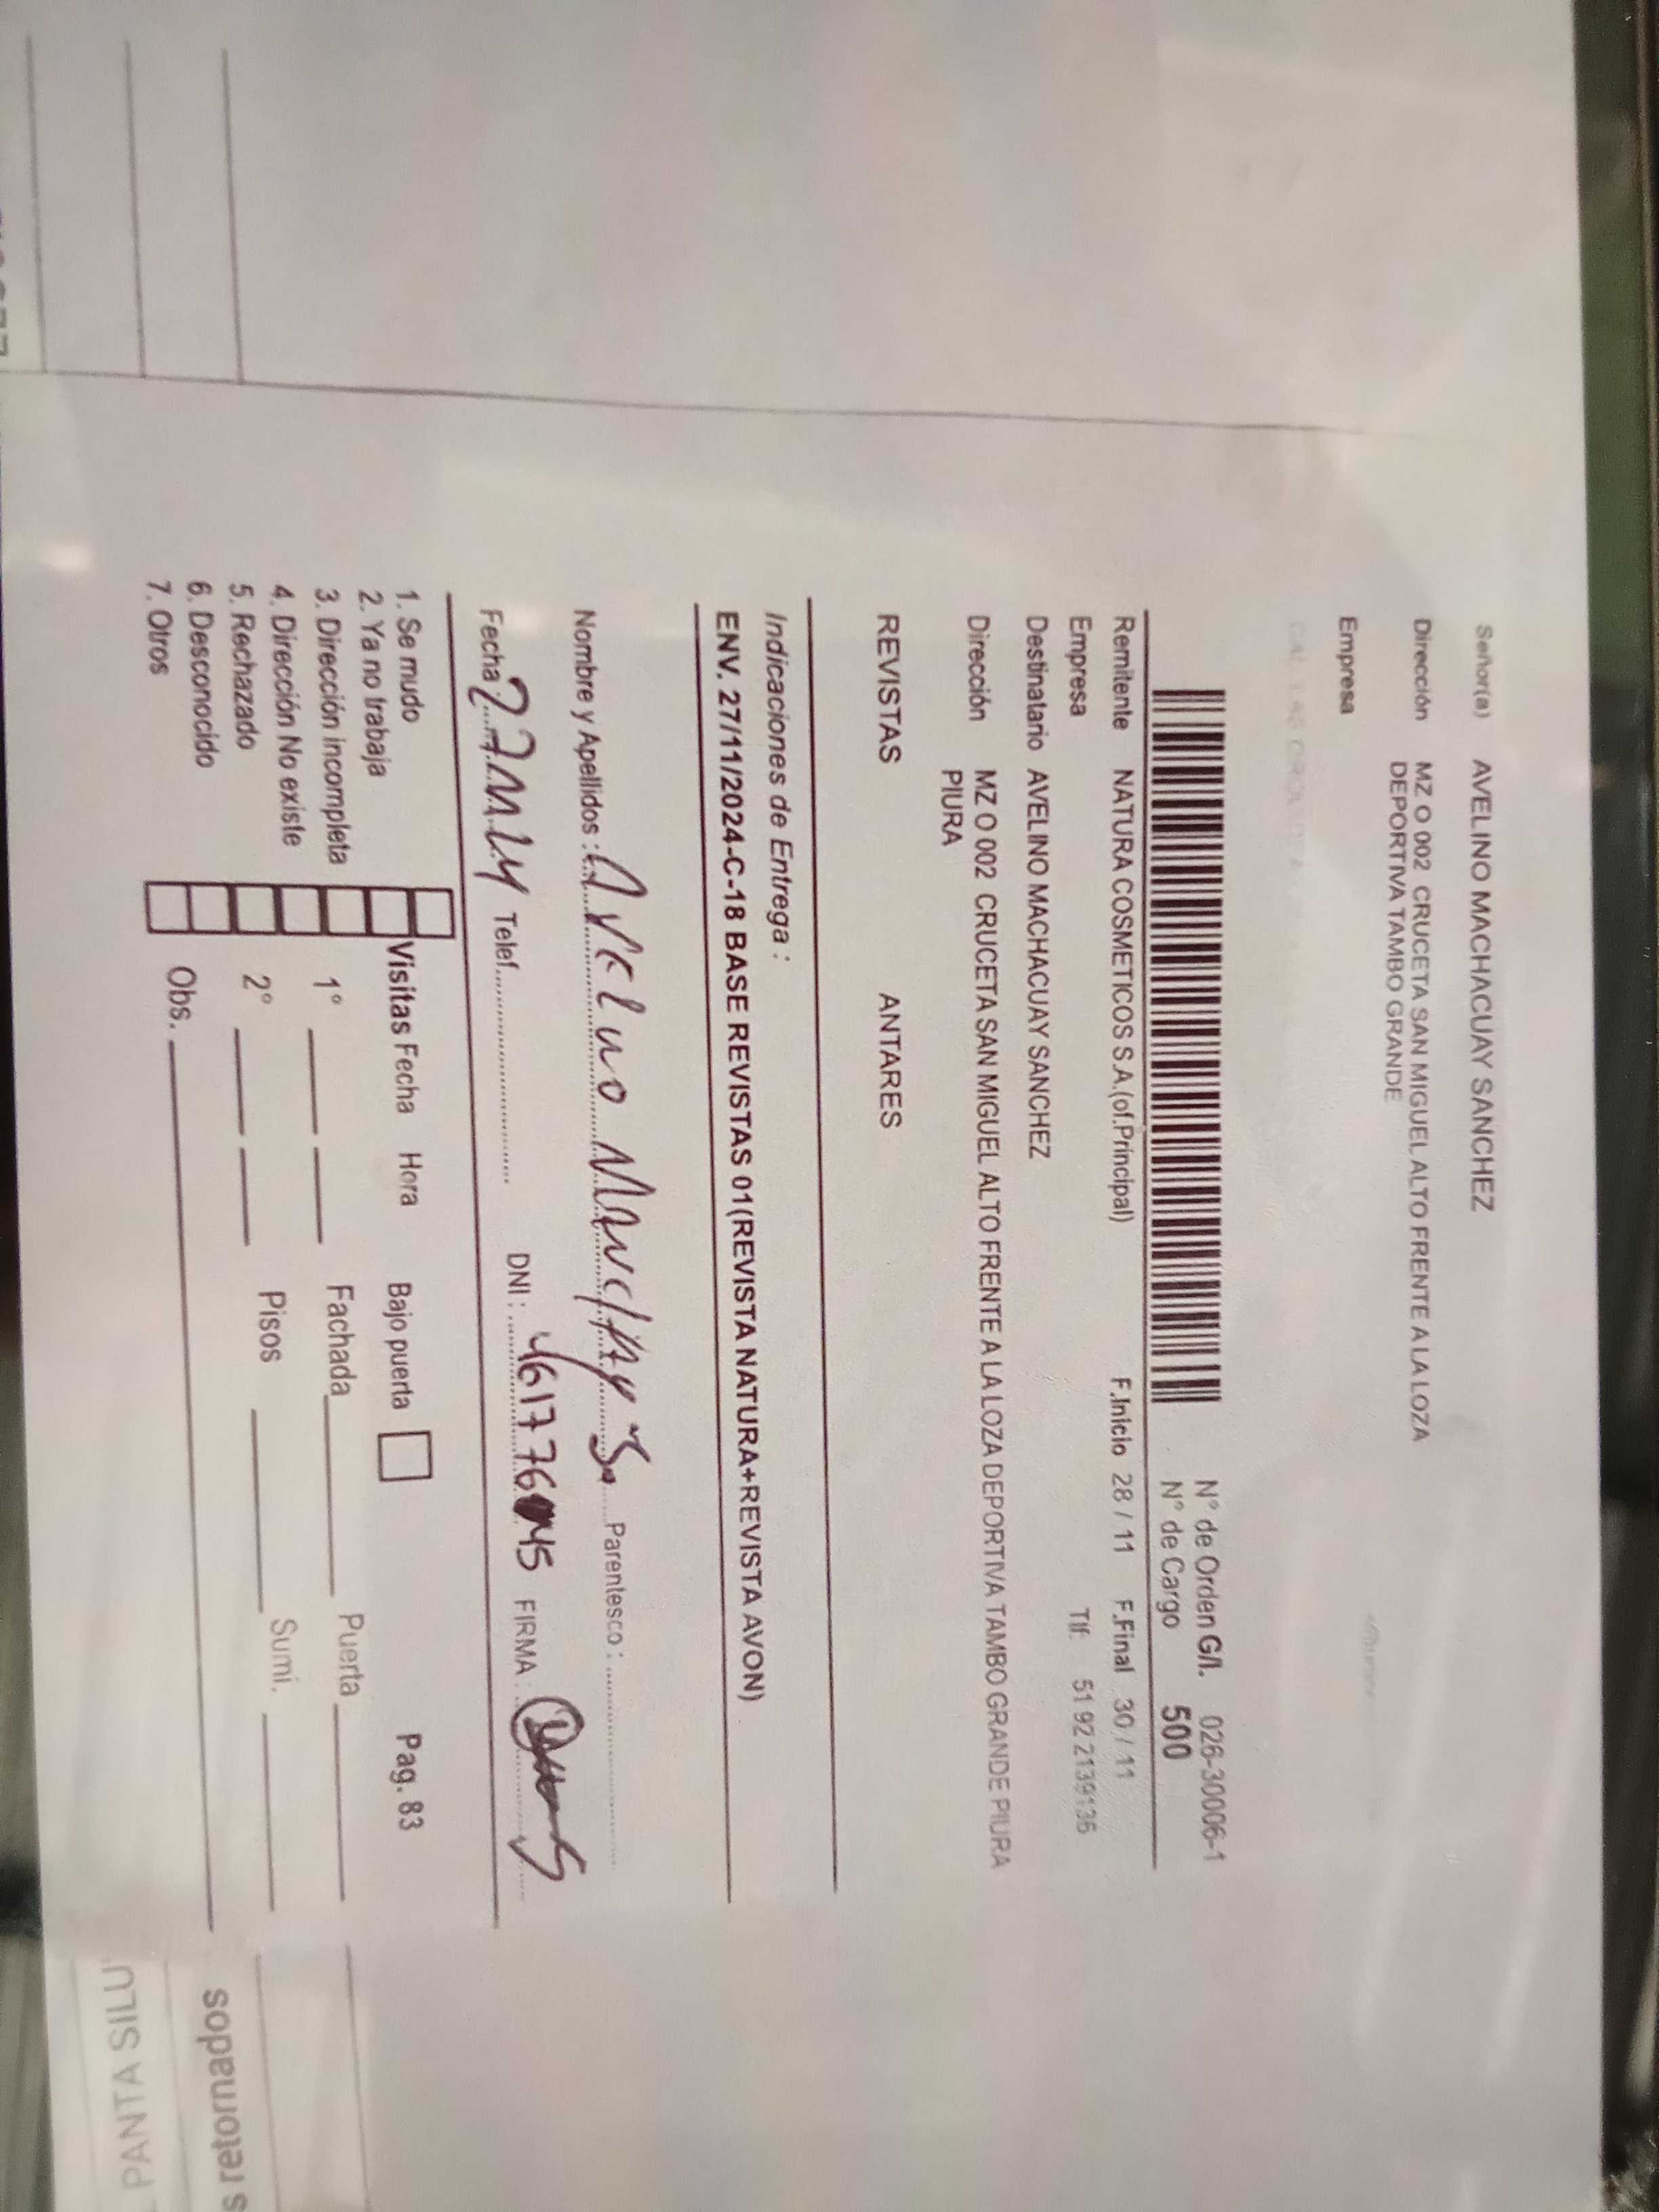 Señor(a) AVELINO MACHACUAY SANCHEZ
Dirección MZ O 002 CRUCETA SAN MIGUEL ALTO FRENTE A LA LOZA
DEPORTIVA TAMBO GRANDE
Empresa
N° de Orden G/I. 026-30006-1
N° de Cargo 500
Remitente NATURA COSMETICOS S.A.(of.Principal) F.Inicio 28 / 11 F.Final 30 / 11
Empresa Tlf: 51 92 2139136
Destinatario AVELINO MACHACUAY SANCHEZ
Dirección MZ O 002 CRUCETA SAN MIGUEL ALTO FRENTE A LA LOZA DEPORTIVA TAMBO GRANDE PIURA
PIURA
REVISTAS ANTARES
Indicaciones de Entrega :
ENV. 27/11/2024-C-18 BASE REVISTAS 01(REVISTA NATURA+REVISTA AVON)
Nombre y Apellidos : Avelino Parentesco :
Fecha : Telef. DNI : FIRMA :
1. Se mudo
2. Ya no trabaja
3. Dirección incompleta
4. Dirección No existe
5. Rechazado
6. Desconocido
7. Otros
Visitas Fecha Hora Bajo puerta Pag. 83
1° Fachada Puerta
2° Pisos Sumi.
Obs.
s retornados
PANTA SILU